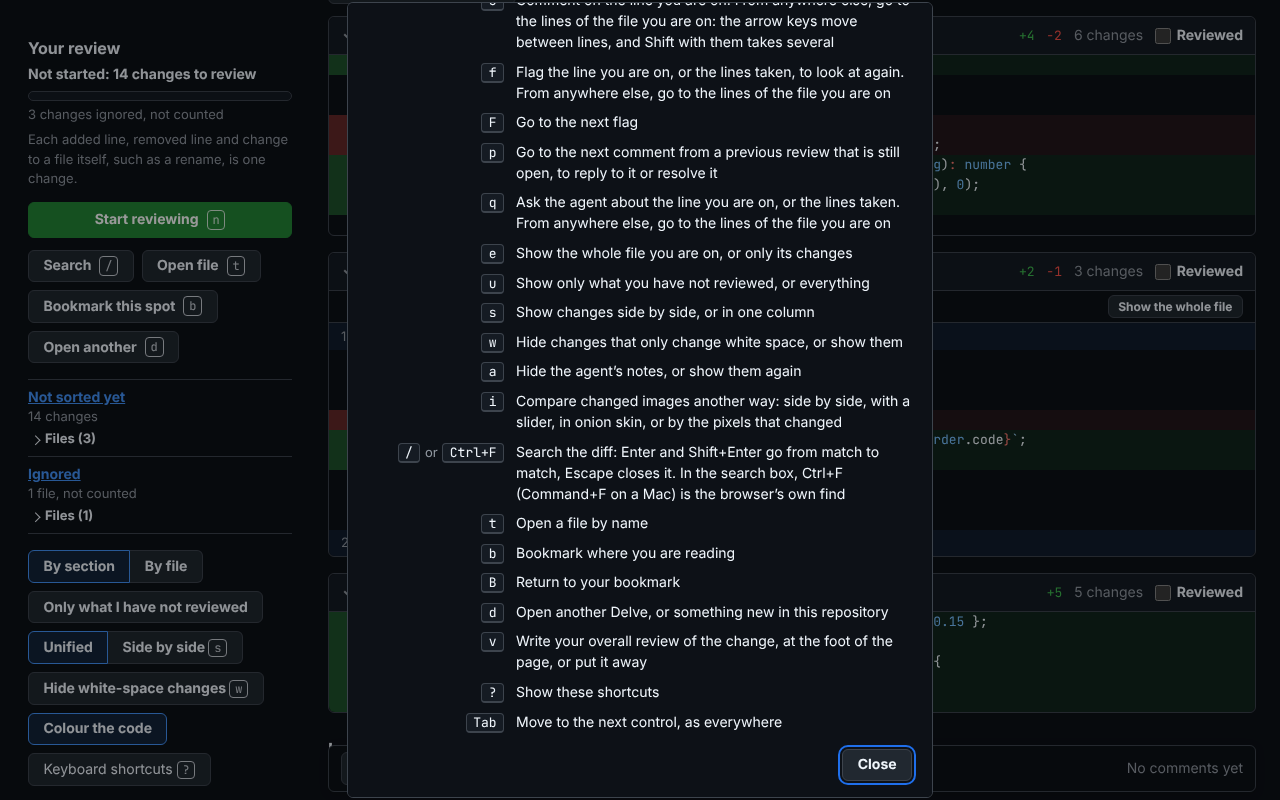 Your review
Not started: 14 changes to review
3 changes ignored, not counted
Each added line, removed line and change
to a file itself, such as a rename, is one
change.
Start reviewing n
Search / Open file t
Bookmark this spot b
Open another d
Not sorted yet
14 changes
Files (3)
Ignored
1 file, not counted
Files (1)
By section By file
Only what I have not reviewed
Unified Side by side s
Hide white-space changes w
Colour the code
Keyboard shortcuts ?
the lines of the file you are on: the arrow keys move
between lines, and Shift with them takes several
f Flag the line you are on, or the lines taken, to look at again.
From anywhere else, go to the lines of the file you are on
F Go to the next flag
p Go to the next comment from a previous review that is still
open, to reply to it or resolve it
q Ask the agent about the line you are on, or the lines taken.
From anywhere else, go to the lines of the file you are on
e Show the whole file you are on, or only its changes
u Show only what you have not reviewed, or everything
s Show changes side by side, or in one column
w Hide changes that only change white space, or show them
a Hide the agent’s notes, or show them again
i Compare changed images another way: side by side, with a
slider, in onion skin, or by the pixels that changed
/ or Ctrl+F Search the diff: Enter and Shift+Enter go from match to
match, Escape closes it. In the search box, Ctrl+F
(Command+F on a Mac) is the browser’s own find
t Open a file by name
b Bookmark where you are reading
B Return to your bookmark
d Open another Delve, or something new in this repository
v Write your overall review of the change, at the foot of the
page, or put it away
? Show these shortcuts
Tab Move to the next control, as everywhere
Close
+4 -2 6 changes Reviewed
;
g): number {
), 0);
+2 -1 3 changes Reviewed
Show the whole file
1
rder.code}`;
2
+5 5 changes Reviewed
0.15 };
{
No comments yet